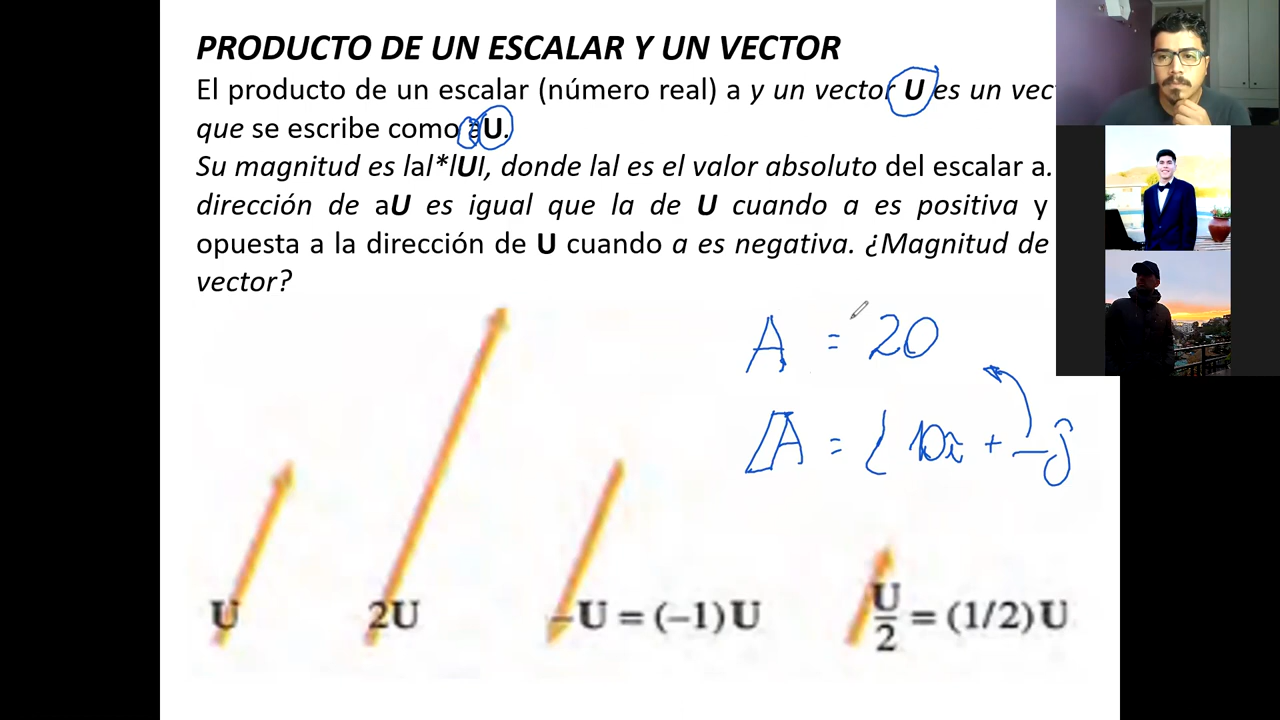 PRODUCTO DE UN ESCALAR Y UN VECTOR
El producto de un escalar (número real) a y un vector U es un vec
que se escribe como aU.
Su magnitud es lal*lUI, donde lal es el valor absoluto del escalar a.
dirección de aU es igual que la de U cuando a es positiva y
opuesta a la dirección de U cuando a es negativa. ¿Magnitud de
vector?
A = 20
A = { 10i + -j
U
2U
-U = (-1)U
U/2 = (1/2)U